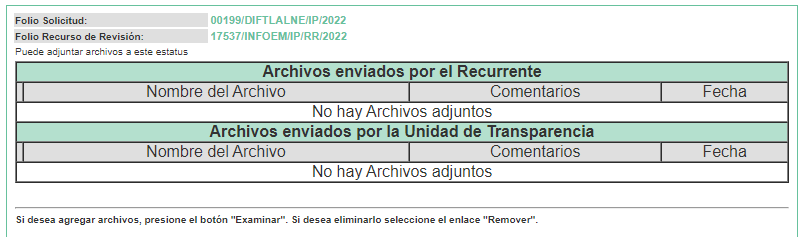 Folio Solicitud: 00199/DIFTLALNE/IP/2022
Folio Recurso de Revisión: 17537/INFOEM/IP/RR/2022
Puede adjuntar archivos a este estatus
Archivos enviados por el Recurrente
Nombre del Archivo Comentarios Fecha
No hay Archivos adjuntos
Archivos enviados por la Unidad de Transparencia
Nombre del Archivo Comentarios Fecha
No hay Archivos adjuntos
Si desea agregar archivos, presione el botón "Examinar". Si desea eliminarlo seleccione el enlace "Remover".